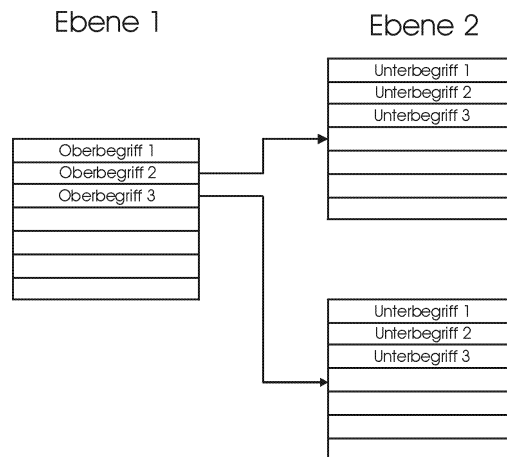 Ebene 1
Oberbegriff 1
Oberbegriff 2
Oberbegriff 3
Ebene 2
Unterbegriff 1
Unterbegriff 2
Unterbegriff 3
Unterbegriff 1
Unterbegriff 2
Unterbegriff 3